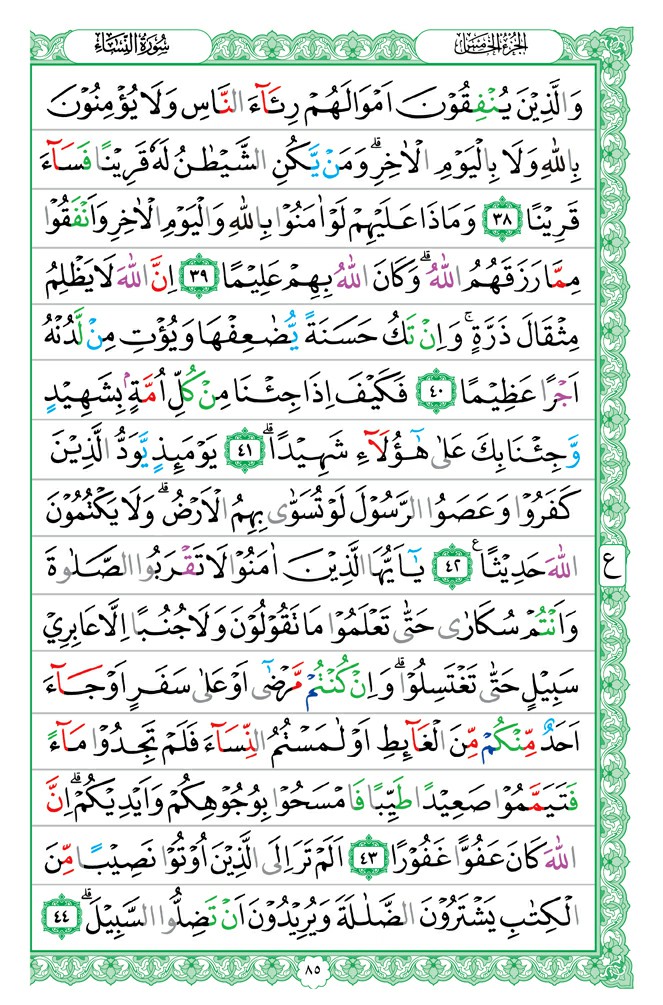 الجزء الخامس
سورة النساء
وَالَّذِيْنَ يُنْفِقُوْنَ اَمْوَالَهُمْ رِئَآءَ النَّاسِ وَلَا يُؤْمِنُوْنَ
بِاللّٰهِ وَلَا بِالْيَوْمِ الْاٰخِرِۗ وَمَنْ يَّكُنِ الشَّيْطٰنُ لَهٗ قَرِيْنًا فَسَآءَ
قَرِيْنًا ٣٨ وَمَاذَا عَلَيْهِمْ لَوْ اٰمَنُوْا بِاللّٰهِ وَالْيَوْمِ الْاٰخِرِ وَاَنْفَقُوْا
مِمَّا رَزَقَهُمُ اللّٰهُۗ وَكَانَ اللّٰهُ بِهِمْ عَلِيْمًا ٣٩ اِنَّ اللّٰهَ لَا يَظْلِمُ
مِثْقَالَ ذَرَّةٍۚ وَاِنْ تَكُ حَسَنَةً يُّضٰعِفْهَا وَيُؤْتِ مِنْ لَّدُنْهُ
اَجْرًا عَظِيْمًا ٤٠ فَكَيْفَ اِذَا جِئْنَا مِنْ كُلِّ اُمَّةٍۢ بِشَهِيْدٍ
وَّجِئْنَا بِكَ عَلٰى هٰٓؤُلَآءِ شَهِيْدًاۗ ٤١ يَوْمَىِٕذٍ يَّوَدُّ الَّذِيْنَ
كَفَرُوْا وَعَصَوُا الرَّسُوْلَ لَوْ تُسَوّٰى بِهِمُ الْاَرْضُۗ وَلَا يَكْتُمُوْنَ
اللّٰهَ حَدِيْثًا ࣖ ٤٢ يٰٓاَيُّهَا الَّذِيْنَ اٰمَنُوْا لَا تَقْرَبُوا الصَّلٰوةَ
ع
وَاَنْتُمْ سُكَارٰى حَتّٰى تَعْلَمُوْا مَا تَقُوْلُوْنَ وَلَا جُنُبًا اِلَّا عَابِرِيْ
سَبِيْلٍ حَتّٰى تَغْتَسِلُوْاۗ وَاِنْ كُنْتُمْ مَّرْضٰٓى اَوْ عَلٰى سَفَرٍ اَوْ جَآءَ
اَحَدٌ مِّنْكُمْ مِّنَ الْغَآىِٕطِ اَوْ لٰمَسْتُمُ النِّسَآءَ فَلَمْ تَجِدُوْا مَآءً
فَتَيَمَّمُوْا صَعِيْدًا طَيِّبًا فَامْسَحُوْا بِوُجُوْهِكُمْ وَاَيْدِيْكُمْۗ اِنَّ
اللّٰهَ كَانَ عَفُوًّا غَفُوْرًا ٤٣ اَلَمْ تَرَ اِلَى الَّذِيْنَ اُوْتُوْا نَصِيْبًا مِّنَ
الْكِتٰبِ يَشْتَرُوْنَ الضَّلٰلَةَ وَيُرِيْدُوْنَ اَنْ تَضِلُّوا السَّبِيْلَۗ ٤٤
٨٥